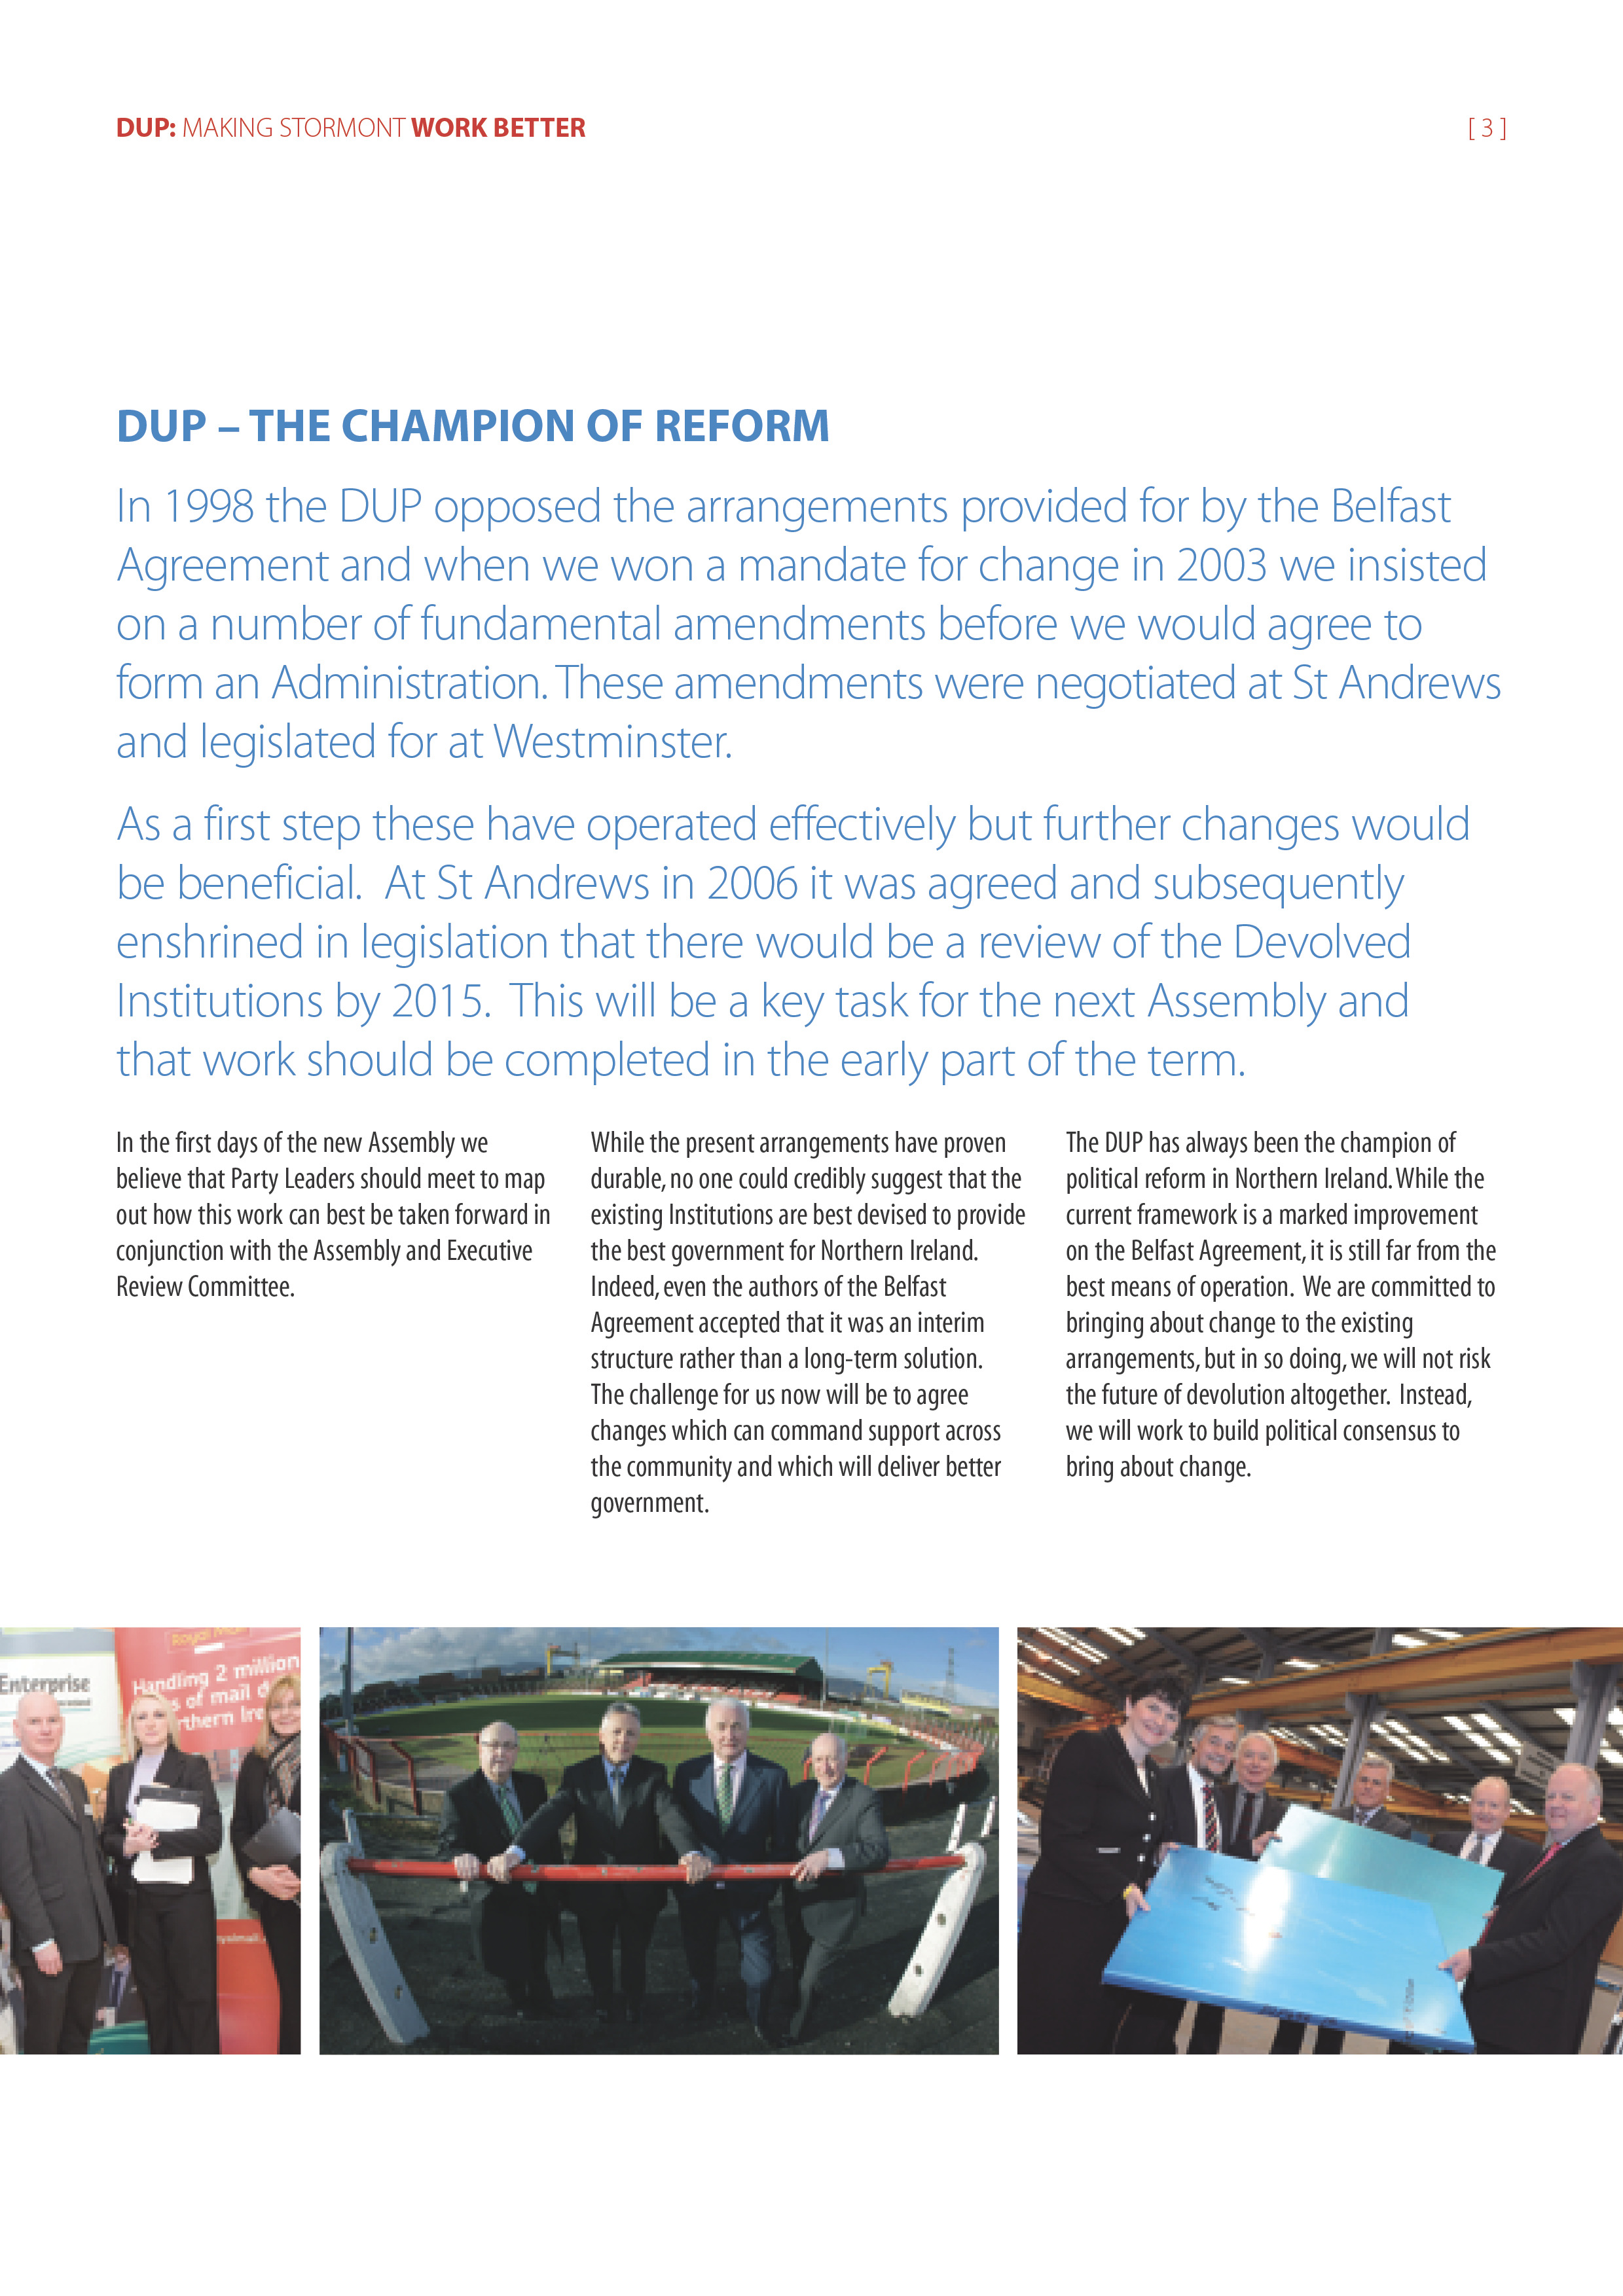 DUP: MAKING STORMONT WORK BETTER
[ 3 ]
DUP – THE CHAMPION OF REFORM
In 1998 the DUP opposed the arrangements provided for by the Belfast
Agreement and when we won a mandate for change in 2003 we insisted
on a number of fundamental amendments before we would agree to
form an Administration. These amendments were negotiated at St Andrews
and legislated for at Westminster.
As a first step these have operated effectively but further changes would
be beneficial. At St Andrews in 2006 it was agreed and subsequently
enshrined in legislation that there would be a review of the Devolved
Institutions by 2015. This will be a key task for the next Assembly and
that work should be completed in the early part of the term.
In the first days of the new Assembly we
believe that Party Leaders should meet to map
out how this work can best be taken forward in
conjunction with the Assembly and Executive
Review Committee.
While the present arrangements have proven
durable, no one could credibly suggest that the
existing Institutions are best devised to provide
the best government for Northern Ireland.
Indeed, even the authors of the Belfast
Agreement accepted that it was an interim
structure rather than a long-term solution.
The challenge for us now will be to agree
changes which can command support across
the community and which will deliver better
government.
The DUP has always been the champion of
political reform in Northern Ireland. While the
current framework is a marked improvement
on the Belfast Agreement, it is still far from the
best means of operation. We are committed to
bringing about change to the existing
arrangements, but in so doing, we will not risk
the future of devolution altogether. Instead,
we will work to build political consensus to
bring about change.
Enterprise
Royal Mail
Handling 2 million
of mail